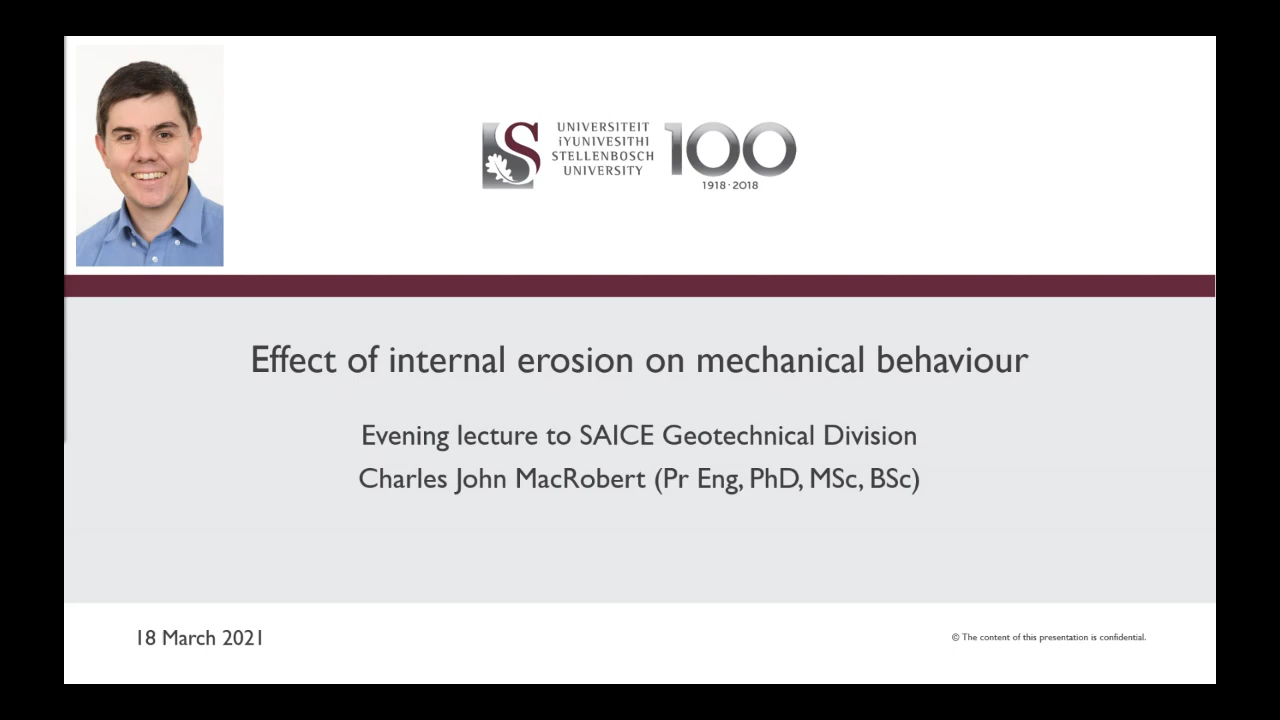 UNIVERSITEIT
iYUNIVESITHI
STELLENBOSCH
UNIVERSITY
100
1918·2018
Effect of internal erosion on mechanical behaviour
Evening lecture to SAICE Geotechnical Division
Charles John MacRobert (Pr Eng, PhD, MSc, BSc)
18 March 2021
© The content of this presentation is confidential.